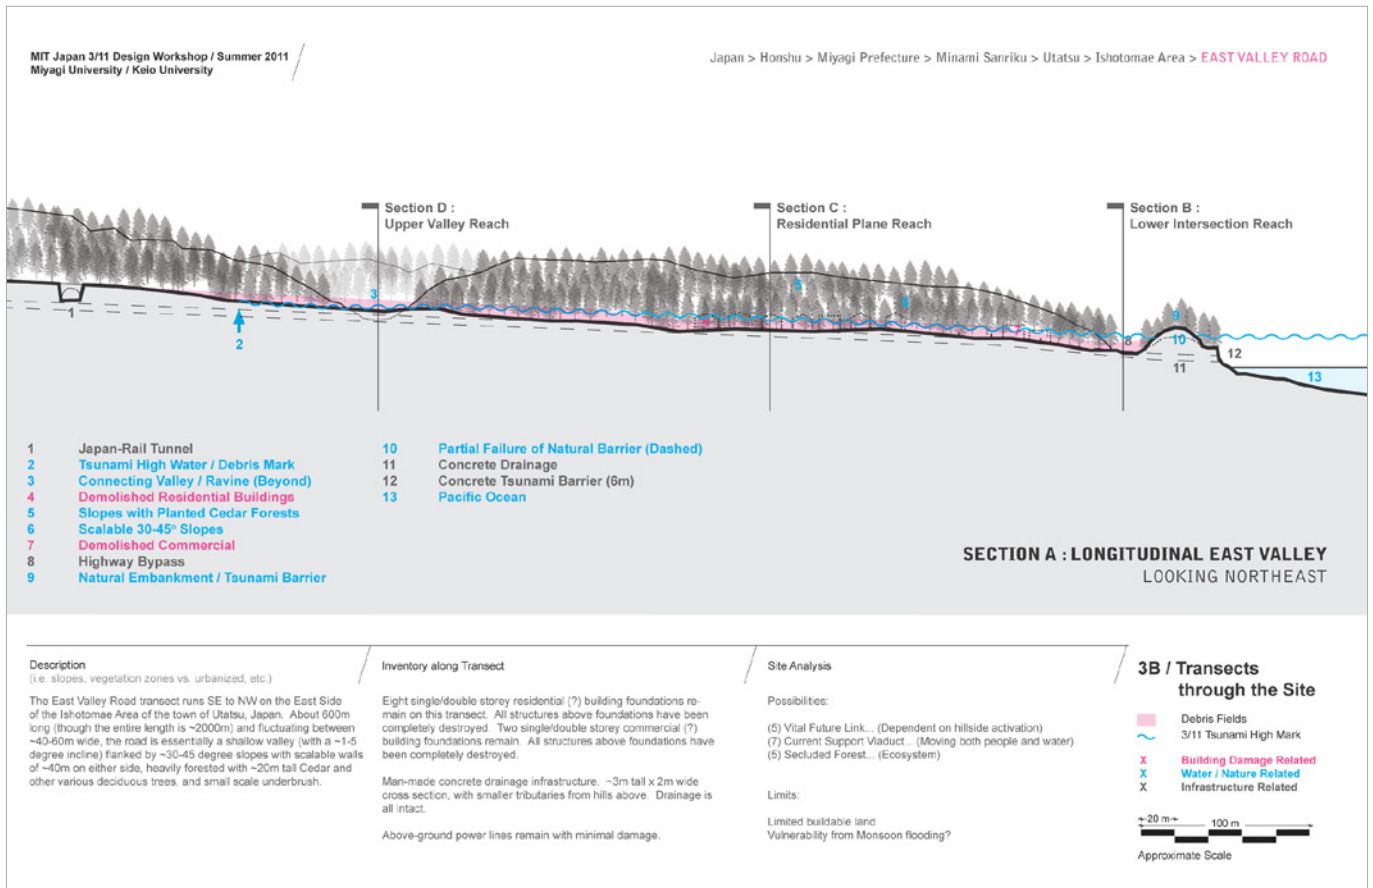 MIT Japan 3/11 Design Workshop / Summer 2011
Miyagi University / Keio University
Japan > Honshu > Miyagi Prefecture > Minami Sanriku > Utatsu > Ishotomae Area > EAST VALLEY ROAD
Section D :
Upper Valley Reach
Section C :
Residential Plane Reach
Section B :
Lower Intersection Reach
1
2
3
5
6
7
8
9
10
11
12
13
1 Japan-Rail Tunnel
2 Tsunami High Water / Debris Mark
3 Connecting Valley / Ravine (Beyond)
4 Demolished Residential Buildings
5 Slopes with Planted Cedar Forests
6 Scalable 30-45º Slopes
7 Demolished Commercial
8 Highway Bypass
9 Natural Embankment / Tsunami Barrier
10 Partial Failure of Natural Barrier (Dashed)
11 Concrete Drainage
12 Concrete Tsunami Barrier (6m)
13 Pacific Ocean
SECTION A : LONGITUDINAL EAST VALLEY
LOOKING NORTHEAST
Description
(i.e. slopes, vegetation zones vs. urbanized, etc.)
The East Valley Road transect runs SE to NW on the East Side
of the Ishotomae Area of the town of Utatsu, Japan. About 600m
long (though the entire length is ~2000m) and fluctuating between
~40-60m wide, the road is essentially a shallow valley (with a ~1-5
degree incline) flanked by ~30-45 degree slopes with scalable walls
of ~40m on either side, heavily forested with ~20m tall Cedar and
other various deciduous trees, and small scale underbrush.
Inventory along Transect
Eight single/double storey residential (?) building foundations re-
main on this transect. All structures above foundations have been
completely destroyed. Two single/double storey commercial (?)
building foundations remain. All structures above foundations have
been completely destroyed.
Man-made concrete drainage infrastructure. ~3m tall x 2m wide
cross section, with smaller tributaries from hills above. Drainage is
all intact.
Above-ground power lines remain with minimal damage.
Site Analysis
Possibilities:
(5) Vital Future Link... (Dependent on hillside activation)
(7) Current Support Viaduct... (Moving both people and water)
(5) Secluded Forest... (Ecosystem)
Limits:
Limited buildable land
Vulnerability from Monsoon flooding?
3B / Transects
through the Site
Debris Fields
3/11 Tsunami High Mark
X Building Damage Related
X Water / Nature Related
X Infrastructure Related
20 m
100 m
Approximate Scale